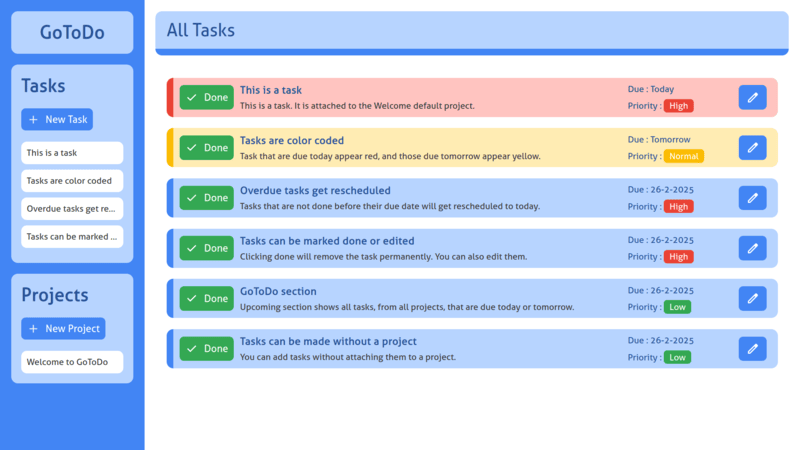 GoToDo
Tasks
+ New Task
This is a task
Tasks are color coded
Overdue tasks get re...
Tasks can be marked ...
Projects
+ New Project
Welcome to GoToDo
All Tasks
Done
This is a task
This is a task. It is attached to the Welcome default project.
Due : Today
Priority : High
Done
Tasks are color coded
Task that are due today appear red, and those due tomorrow appear yellow.
Due : Tomorrow
Priority : Normal
Done
Overdue tasks get rescheduled
Tasks that are not done before their due date will get rescheduled to today.
Due : 26-2-2025
Priority : High
Done
Tasks can be marked done or edited
Clicking done will remove the task permanently. You can also edit them.
Due : 26-2-2025
Priority : High
Done
GoToDo section
Upcoming section shows all tasks, from all projects, that are due today or tomorrow.
Due : 26-2-2025
Priority : Low
Done
Tasks can be made without a project
You can add tasks without attaching them to a project.
Due : 26-2-2025
Priority : Low